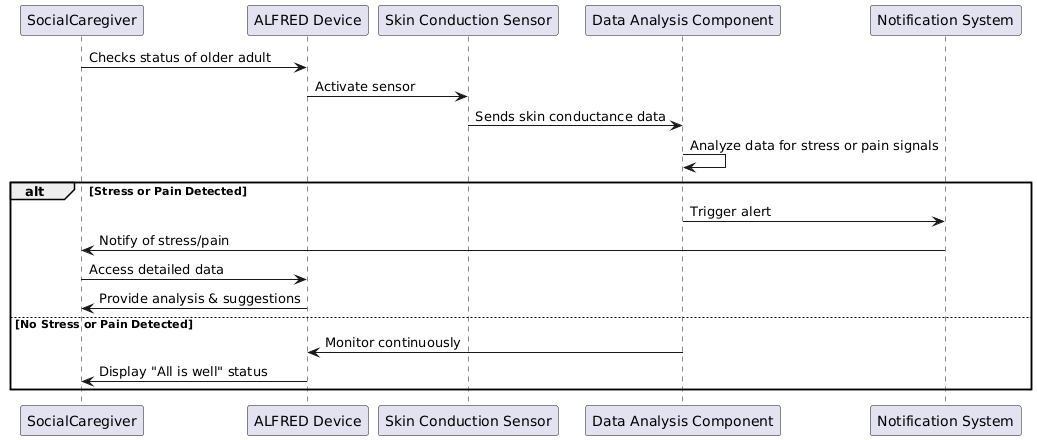 SocialCaregiver
ALFRED Device
Skin Conduction Sensor
Data Analysis Component
Notification System
Checks status of older adult
Activate sensor
Sends skin conductance data
Analyze data for stress or pain signals
alt
[Stress or Pain Detected]
Trigger alert
Notify of stress/pain
Access detailed data
Provide analysis & suggestions
[No Stress or Pain Detected]
Monitor continuously
Display "All is well" status
SocialCaregiver
ALFRED Device
Skin Conduction Sensor
Data Analysis Component
Notification System